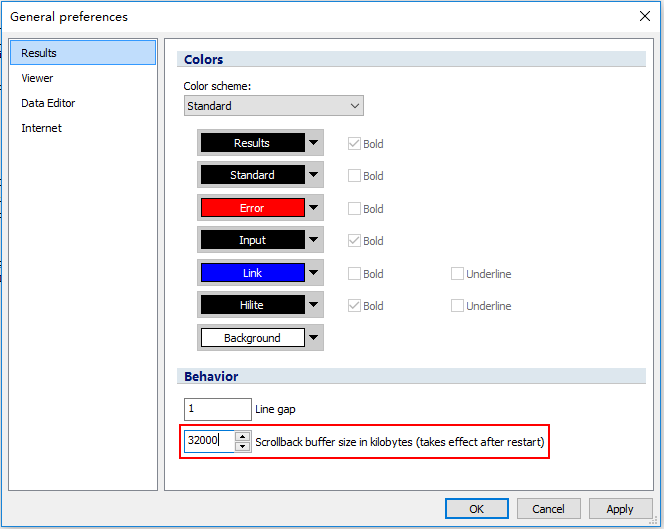 General preferences
Results
Viewer
Data Editor
Internet
Colors
Color scheme:
Standard
Results Bold
Standard Bold
Error Bold
Input Bold
Link Bold Underline
Hilite Bold Underline
Background
Behavior
1 Line gap
32000 Scrollback buffer size in kilobytes (takes effect after restart)
OK Cancel Apply